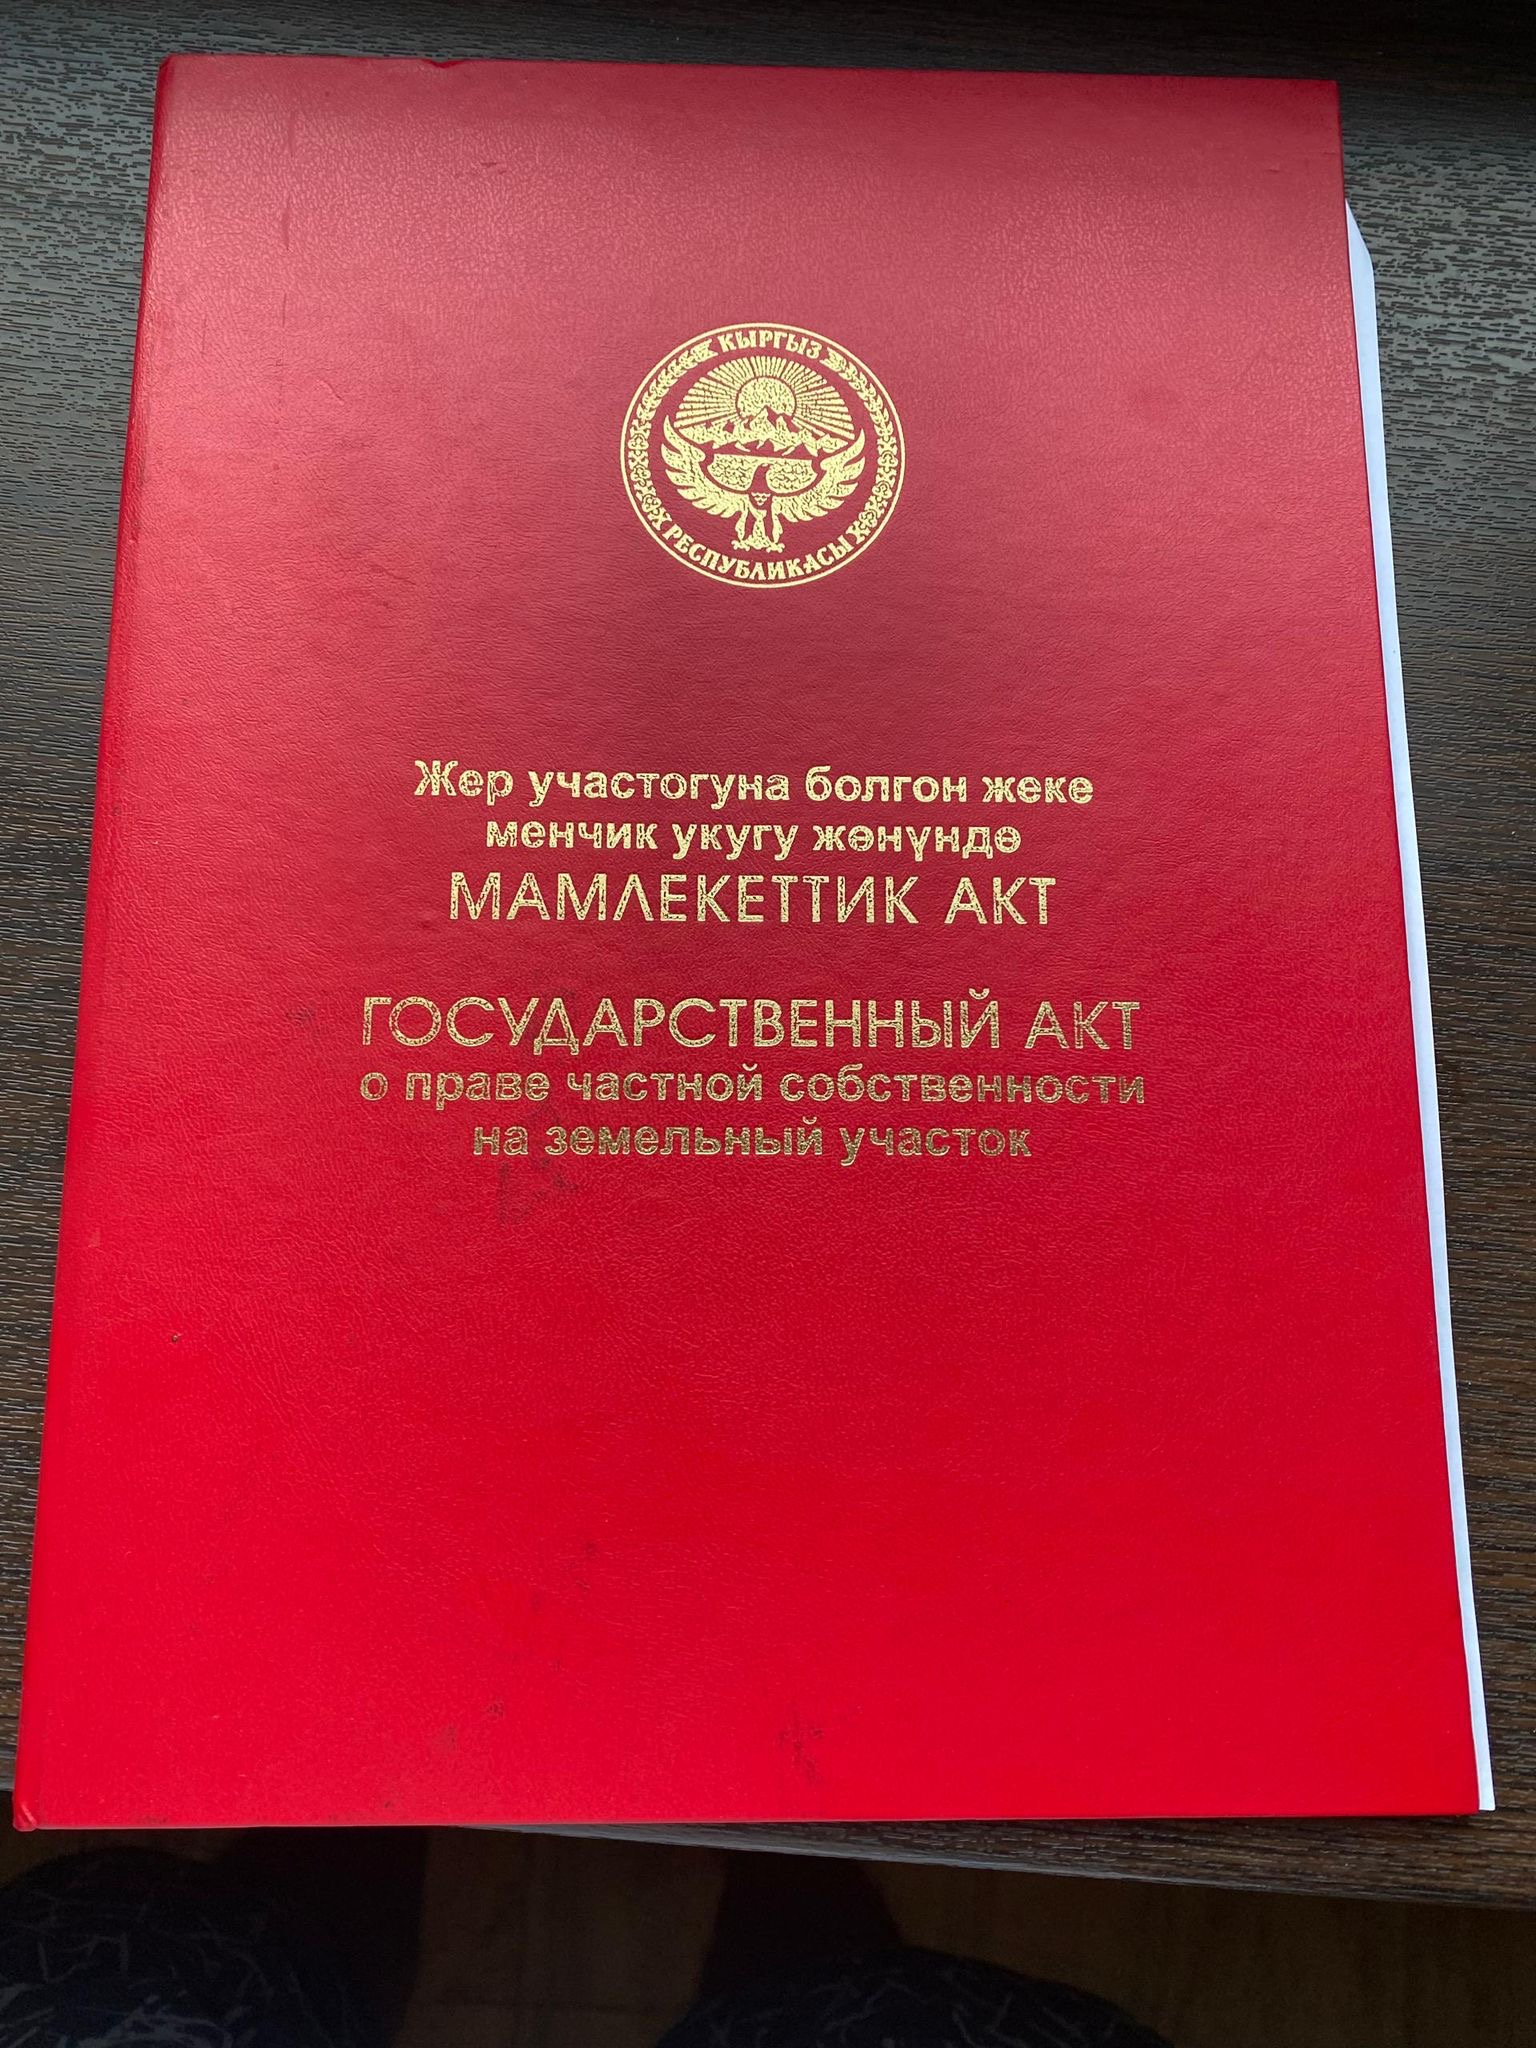 КЫРГЫЗ
РЕСПУБЛИКАСЫ
Жер участогуна болгон жеке
менчик укугу жөнүндө
МАМЛЕКЕТТИК АКТ
ГОСУДАРСТВЕННЫЙ АКТ
о праве частной собственности
на земельный участок